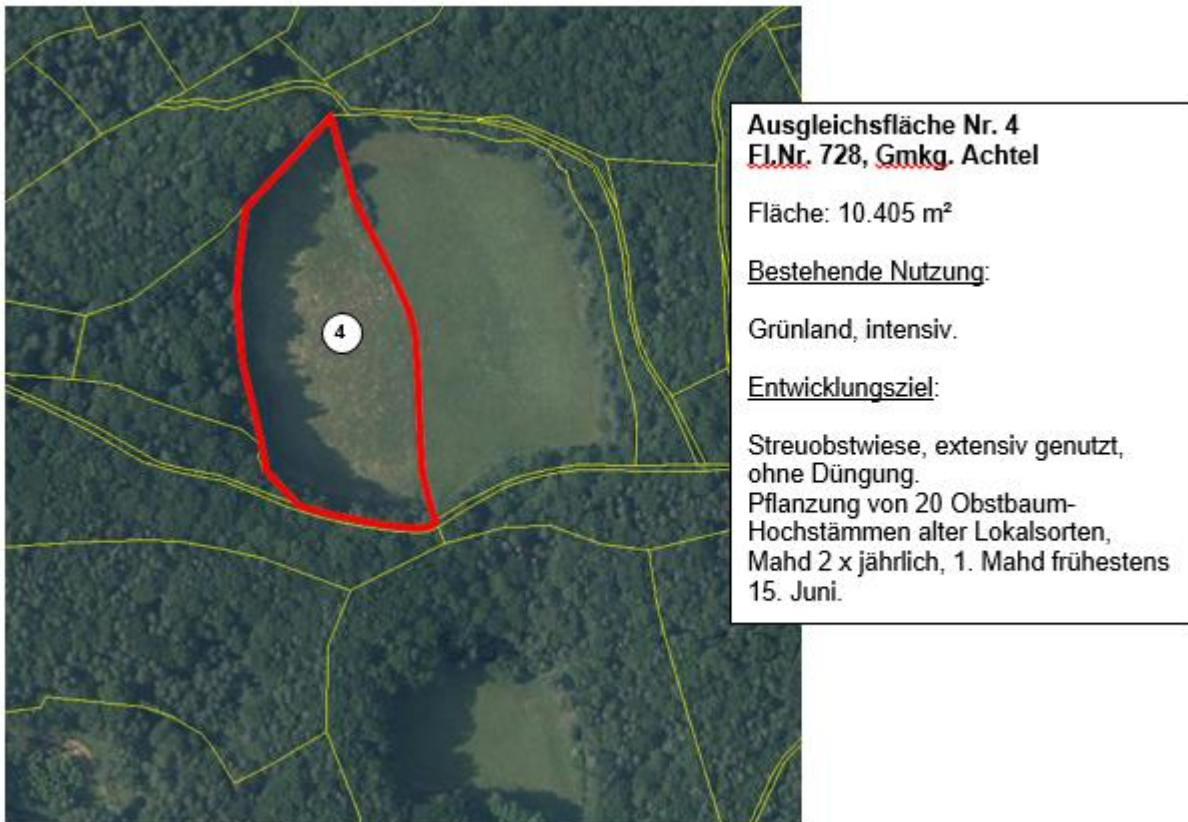 Ausgleichsfläche Nr. 4
Fl.Nr. 728, Gmkg. Achtel
Fläche: 10.405 m²
Bestehende Nutzung:
Grünland, intensiv.
Entwicklungsziel:
Streuobstwiese, extensiv genutzt,
ohne Düngung.
Pflanzung von 20 Obstbaum-
Hochstämmen alter Lokalsorten,
Mahd 2 x jährlich, 1. Mahd frühestens
15. Juni.
4